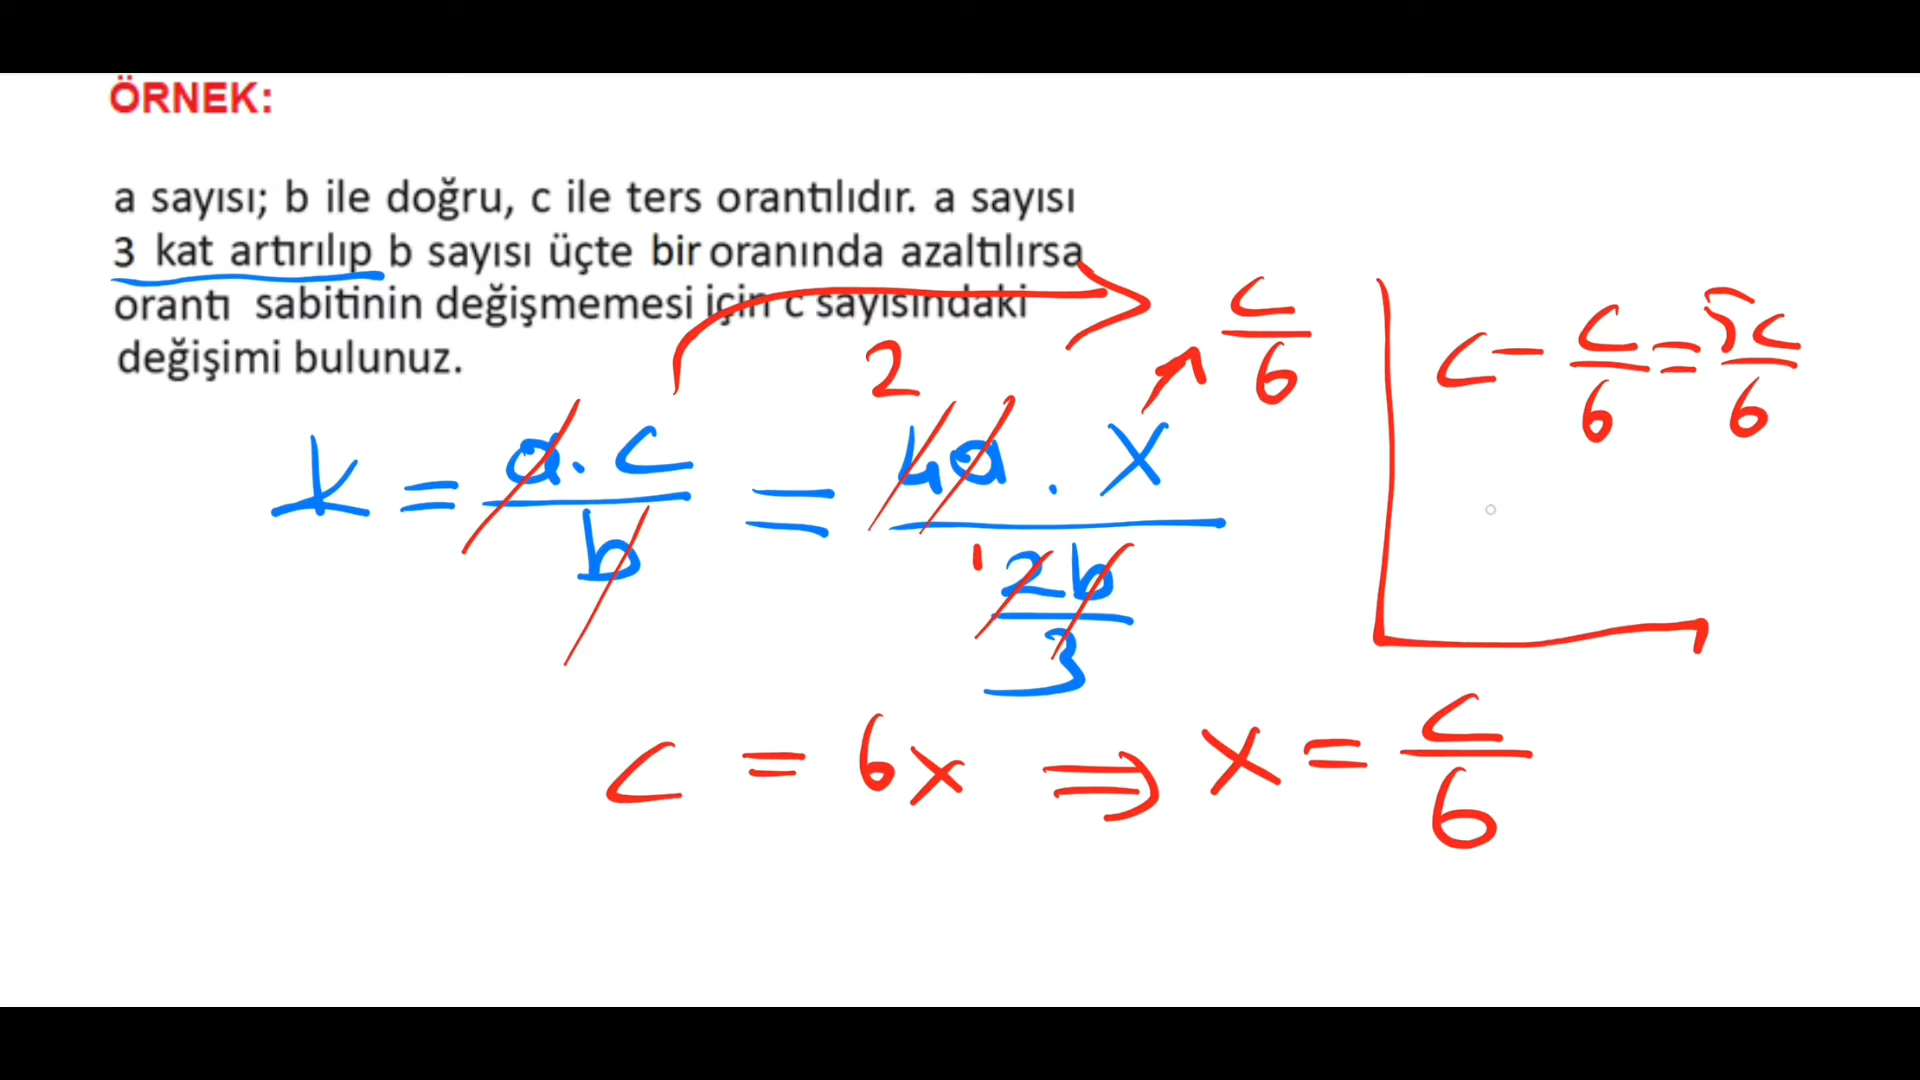 ÖRNEK:
a sayısı; b ile doğru, c ile ters orantılıdır. a sayısı
3 kat artırılıp b sayısı üçte bir oranında azaltılırsa
orantı sabitinin değişmemesi için c sayısındaki
değişimi bulunuz.
k = a . c / b = 4a . x / (2b / 3)
2
1
c / 6
c - c / 6 = 5c / 6
c = 6x ⇒ x = c / 6